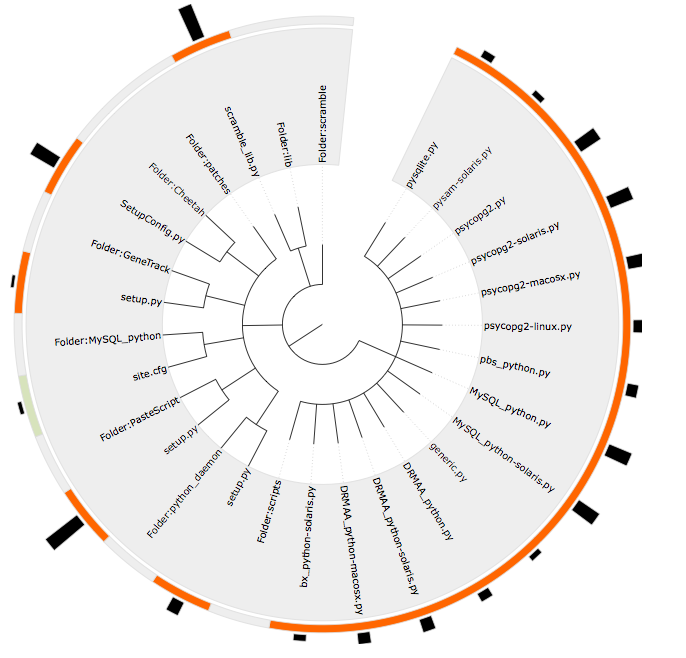 Folder:scramble
Folder:lib
scramble_lib.py
Folder:patches
Folder:Cheetah
SetupConfig.py
Folder:GeneTrack
setup.py
Folder:MySQL_python
site.cfg
Folder:PasteScript
setup.py
Folder:python_daemon
setup.py
Folder:scripts
bx_python-solaris.py
DRMAA_python-macosx.py
DRMAA_python-solaris.py
DRMAA_python.py
generic.py
MySQL_python-solaris.py
MySQL_python.py
pbs_python.py
psycopg2-linux.py
psycopg2-macosx.py
psycopg2-solaris.py
psycopg2.py
pysam-solaris.py
pysqlite.py